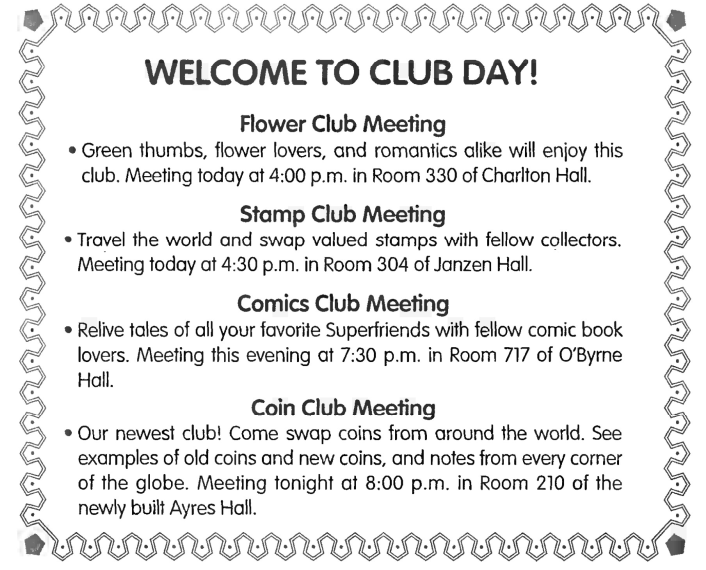 WELCOME TO CLUB DAY!
Flower Club Meeting
• Green thumbs, flower lovers, and romantics alike will enjoy this
club. Meeting today at 4:00 p.m. in Room 330 of Charlton Hall.
Stamp Club Meeting
• Travel the world and swap valued stamps with fellow collectors.
Meeting today at 4:30 p.m. in Room 304 of Janzen Hall.
Comics Club Meeting
• Relive tales of all your favorite Superfriends with fellow comic book
lovers. Meeting this evening at 7:30 p.m. in Room 717 of O'Byrne
Hall.
Coin Club Meeting
• Our newest club! Come swap coins from around the world. See
examples of old coins and new coins, and notes from every corner
of the globe. Meeting tonight at 8:00 p.m. in Room 210 of the
newly built Ayres Hall.